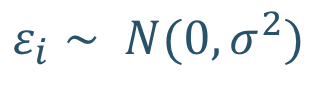 εᵢ ~ N(0, σ²)